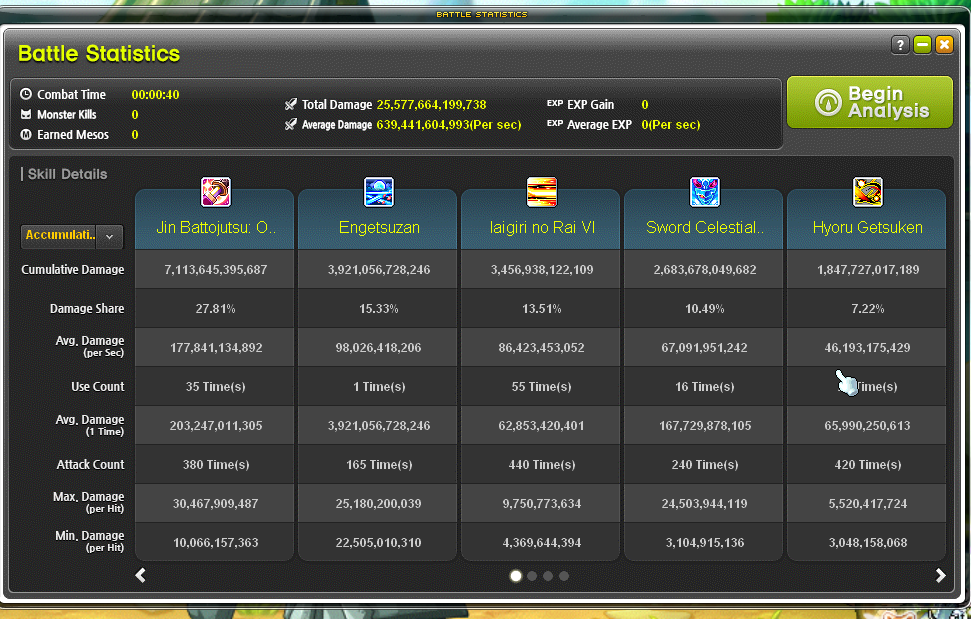 BATTLE STATISTICS
Battle Statistics
?
Combat Time 00:00:40
Monster Kills 0
Earned Mesos 0
Total Damage 25,577,664,199,738
Average Damage 639,441,604,993(Per sec)
EXP EXP Gain 0
EXP Average EXP 0(Per sec)
Begin
Analysis
Skill Details
Accumulati..
Jin Battojutsu: O.. Engetsuzan Iaigiri no Rai VI Sword Celestial.. Hyoru Getsuken
Cumulative Damage 7,113,645,395,687 3,921,056,728,246 3,456,938,122,109 2,683,678,049,682 1,847,727,017,189
Damage Share 27.81% 15.33% 13.51% 10.49% 7.22%
Avg. Damage
(per Sec) 177,841,134,892 98,026,418,206 86,423,453,052 67,091,951,242 46,193,175,429
Use Count 35 Time(s) 1 Time(s) 55 Time(s) 16 Time(s) Time(s)
Avg. Damage
(1 Time) 203,247,011,305 3,921,056,728,246 62,853,420,401 167,729,878,105 65,990,250,613
Attack Count 380 Time(s) 165 Time(s) 440 Time(s) 240 Time(s) 420 Time(s)
Max. Damage
(per Hit) 30,467,909,487 25,180,200,039 9,750,773,634 24,503,944,119 5,520,417,724
Min. Damage
(per Hit) 10,066,157,363 22,505,010,310 4,369,644,394 3,104,915,136 3,048,158,068